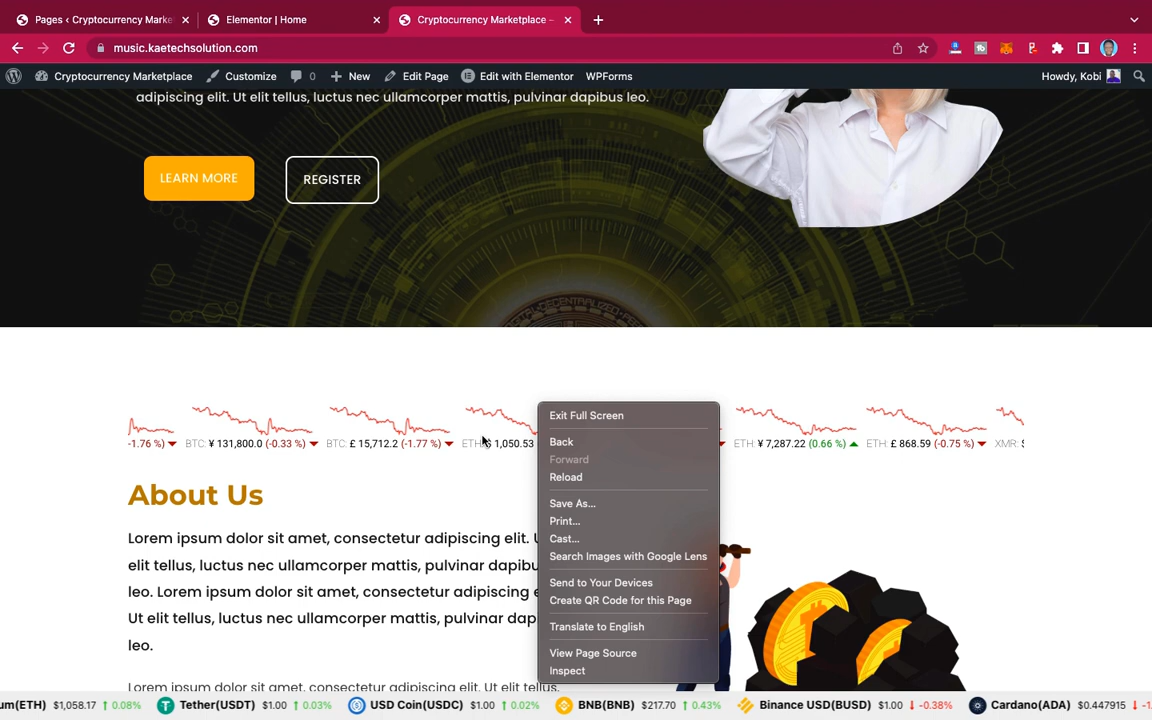 Pages ‹ Cryptocurrency Marke
Elementor | Home
Cryptocurrency Marketplace –
music.kaetechsolution.com
Cryptocurrency Marketplace
Customize
0
New
Edit Page
Edit with Elementor
WPForms
Howdy, Kobi
adipiscing elit. Ut elit tellus, luctus nec ullamcorper mattis, pulvinar dapibus leo.
LEARN MORE
REGISTER
-1.76 %)
BTC: ¥ 131,800.0 (-0.33 %)
BTC: £ 15,712.2 (-1.77 %)
ETH: $ 1,050.53
ETH: ¥ 7,287.22 (0.66 %)
ETH: £ 868.59 (-0.75 %)
XMR:
Exit Full Screen
Back
Forward
Reload
Save As...
Print...
Cast...
Search Images with Google Lens
Send to Your Devices
Create QR Code for this Page
Translate to English
View Page Source
Inspect
About Us
Lorem ipsum dolor sit amet, consectetur adipiscing elit.
elit tellus, luctus nec ullamcorper mattis, pulvinar dapibu
leo. Lorem ipsum dolor sit amet, consectetur adipiscing e
Ut elit tellus, luctus nec ullamcorper mattis, pulvinar dap
leo.
Lorem ipsum dolor sit amet, consectetur adipiscing elit. Ut elit tellus,
um(ETH) $1,058.17 ↑ 0.08%
Tether(USDT) $1.00 ↑ 0.03%
USD Coin(USDC) $1.00 ↑ 0.02%
BNB(BNB) $217.70 ↑ 0.43%
Binance USD(BUSD) $1.00 ↓ -0.38%
Cardano(ADA) $0.447915 ↓ -1.